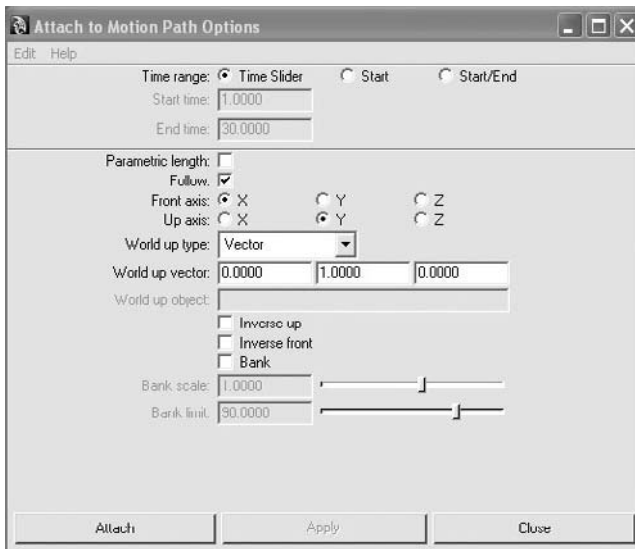 Attach to Motion Path Options
Edit Help
Time range: Time Slider Start Start/End
Start time: 1.0000
End time: 30.0000
Parametric length:
Follow:
Front axis: X Y Z
Up axis: X Y Z
World up type: Vector
World up vector: 0.0000 1.0000 0.0000
World up object:
Inverse up
Inverse front
Bank
Bank scale: 1.0000
Bank limit: 90.0000
Attach Apply Close